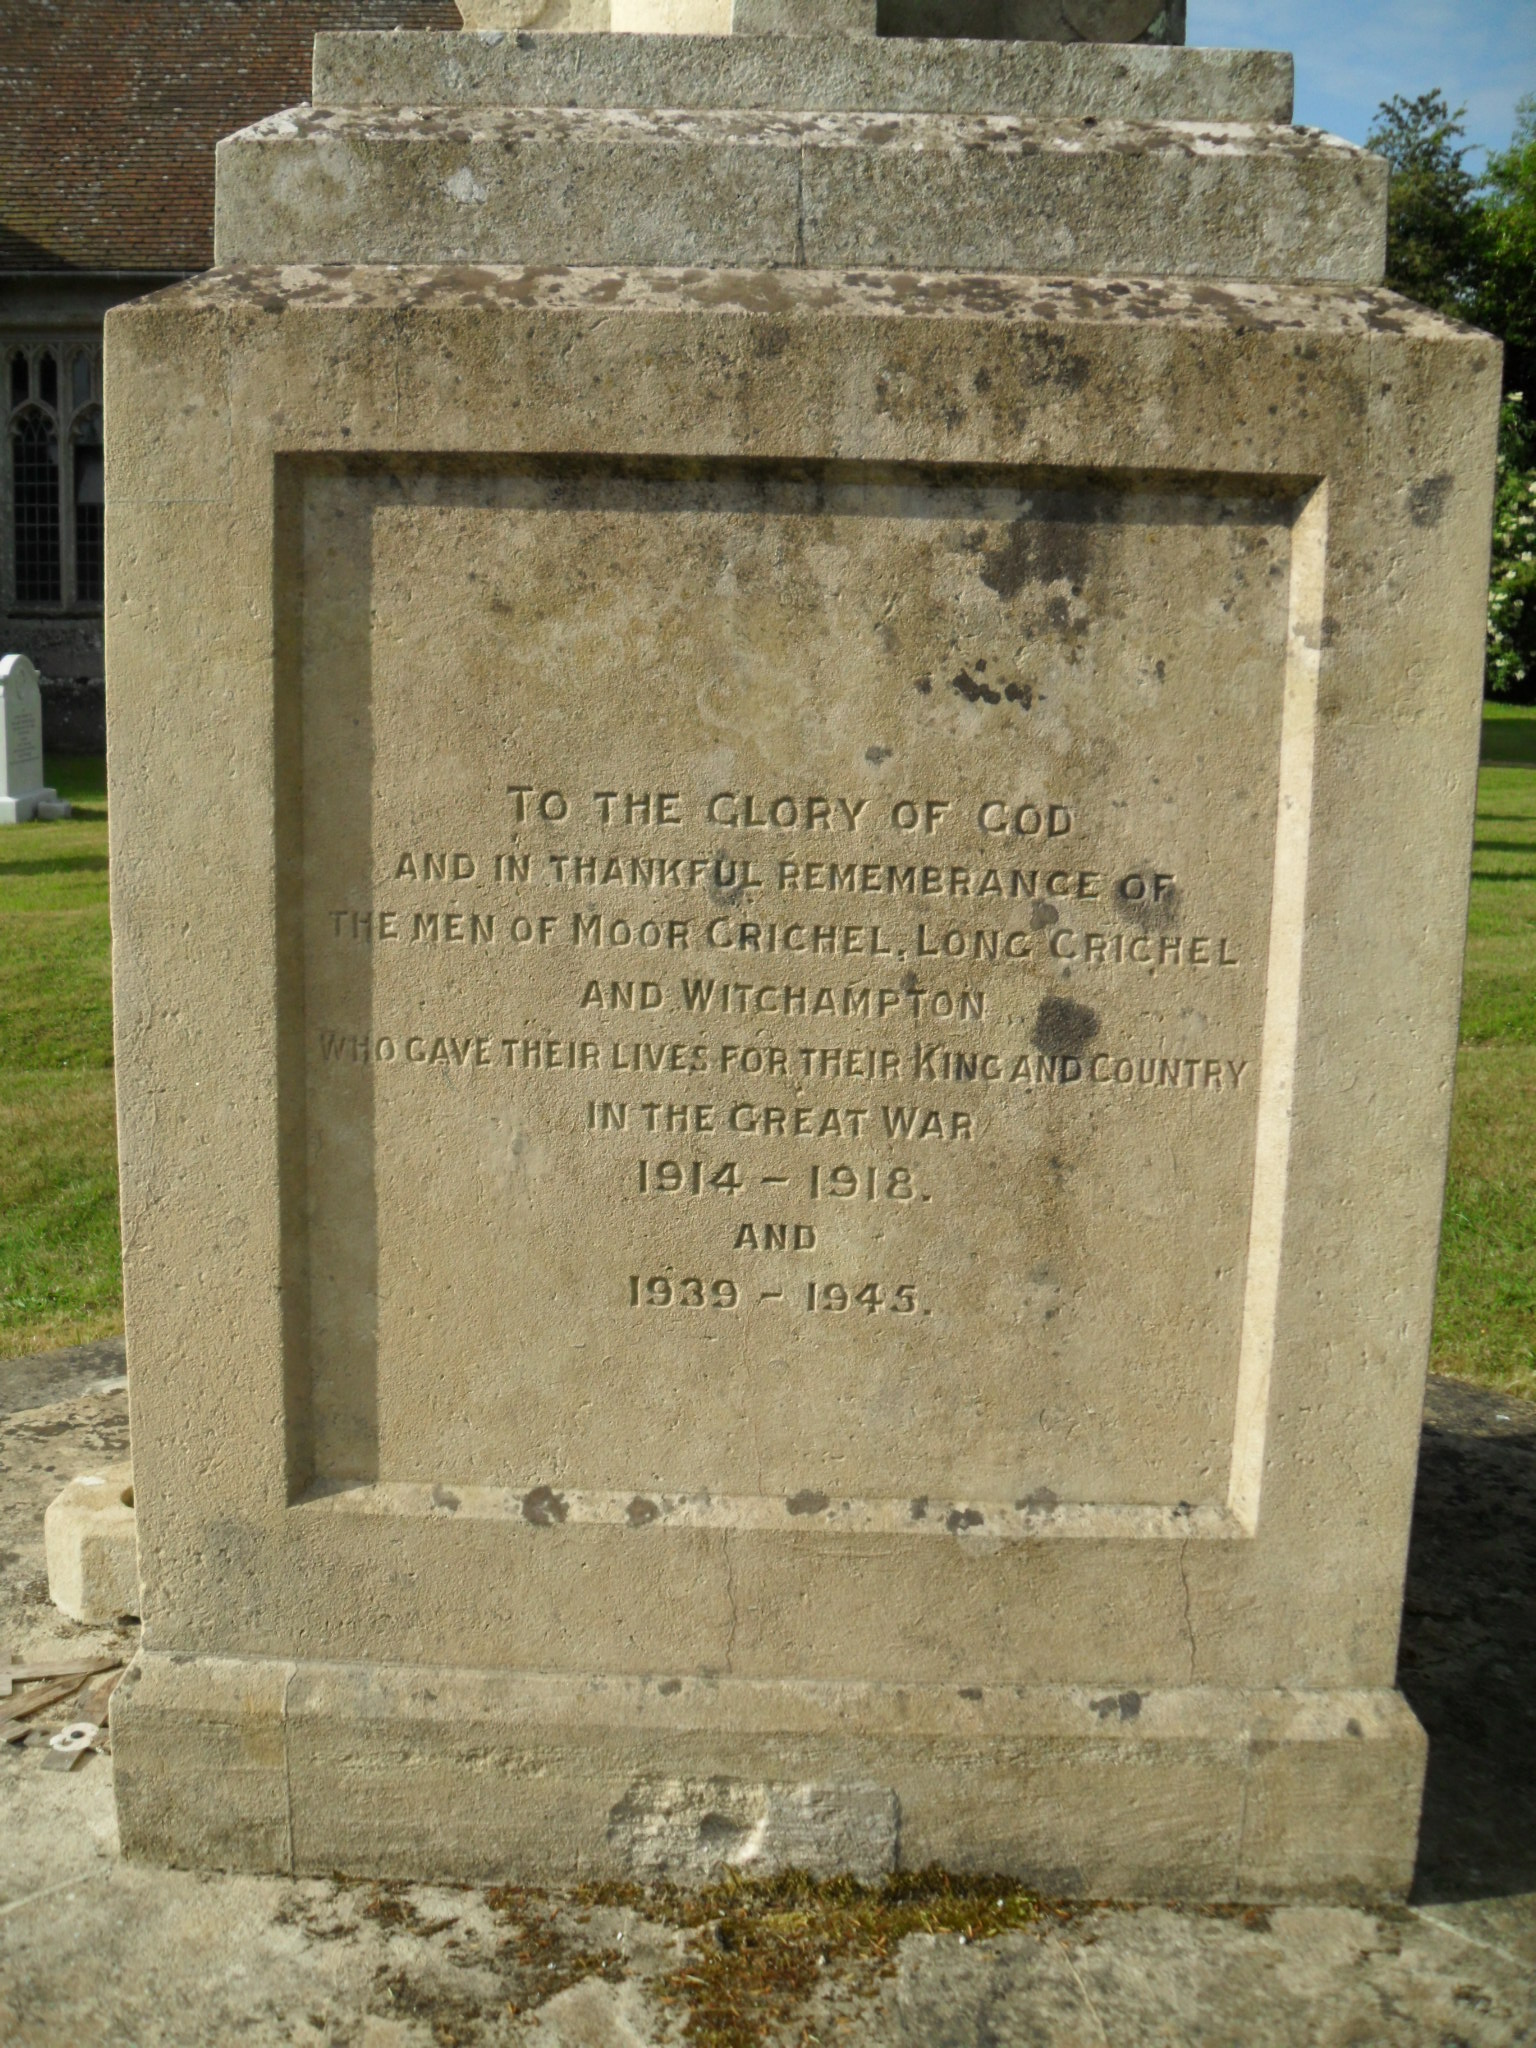 TO THE GLORY OF GOD
AND IN THANKFUL REMEMBRANCE OF
THE MEN OF MOOR CRICHEL, LONG CRICHEL
AND WITCHAMPTON
WHO GAVE THEIR LIVES FOR THEIR KING AND COUNTRY
IN THE GREAT WAR
1914 - 1918.
AND
1939 - 1945.